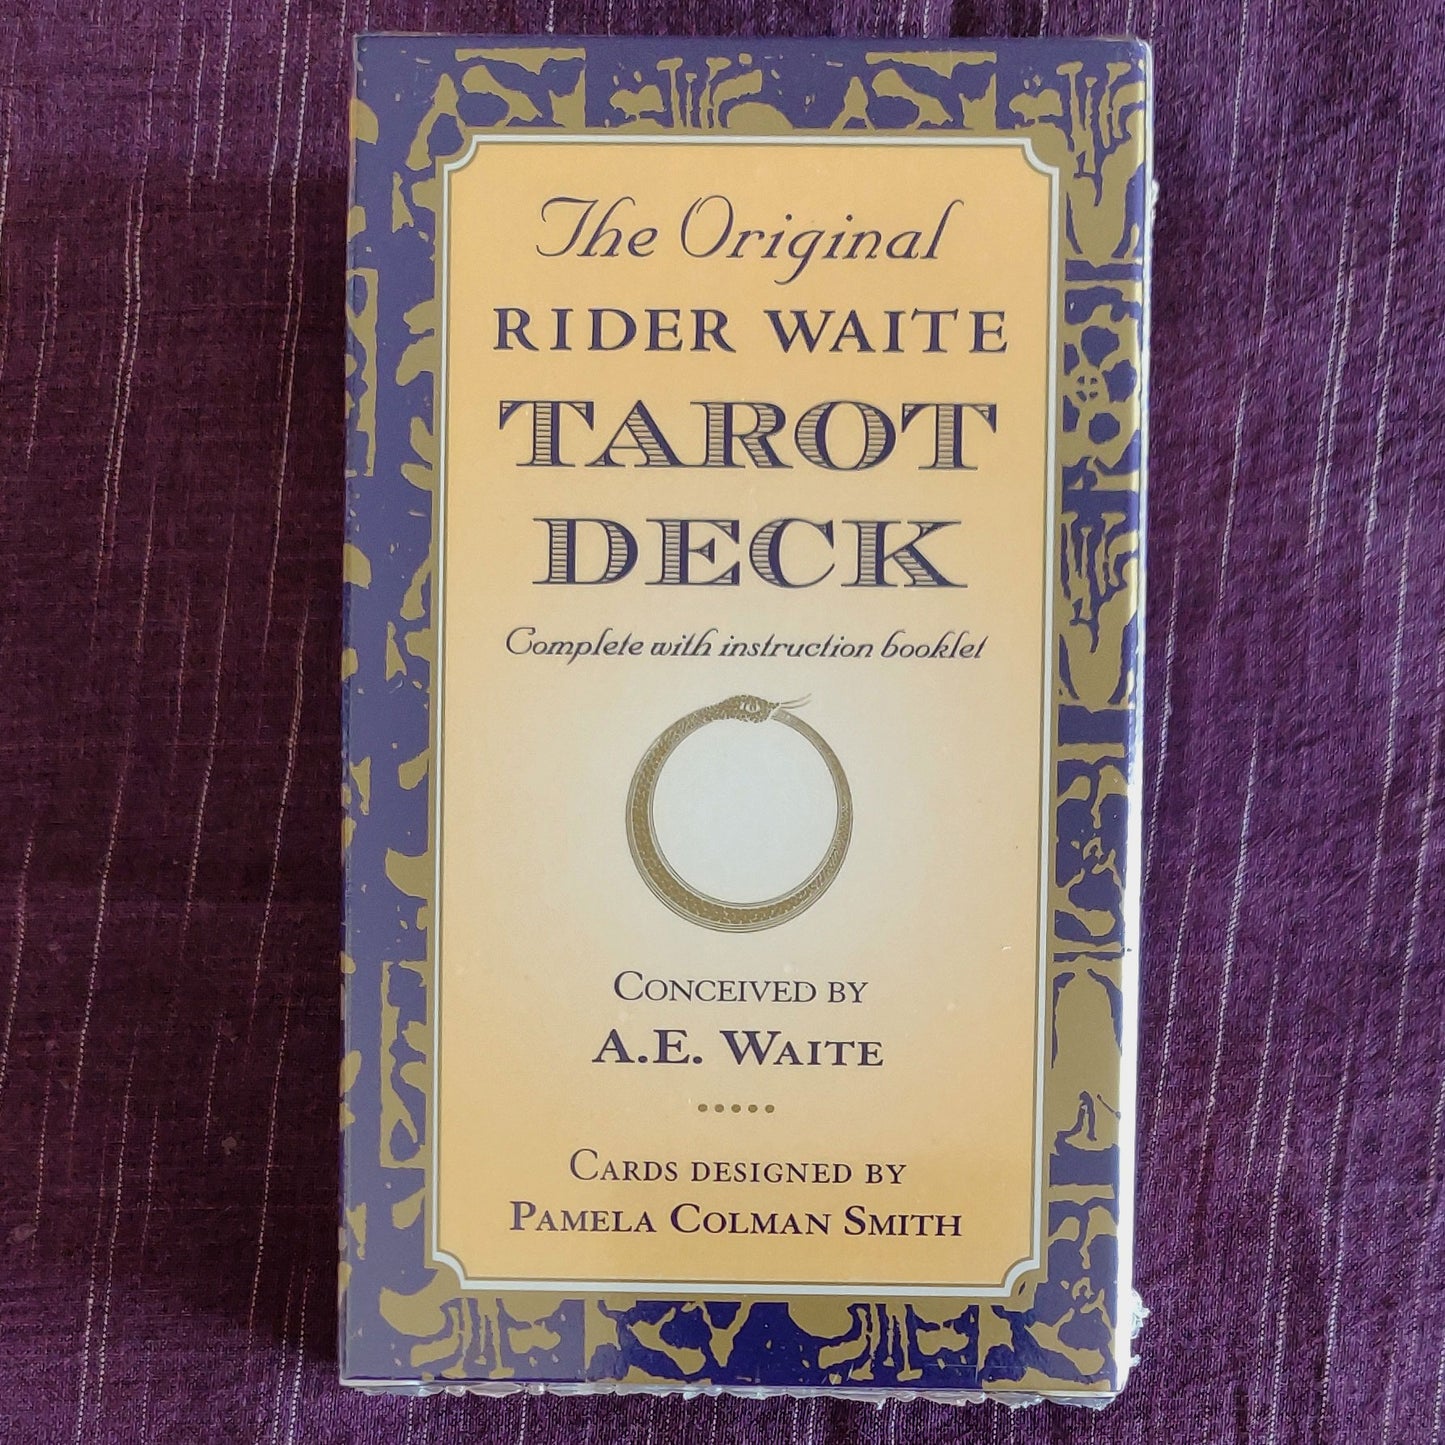 The Original
RIDER WAITE
TAROT
DECK
Complete with instruction booklet
CONCEIVED BY
A.E. WAITE
CARDS DESIGNED BY
PAMELA COLMAN SMITH